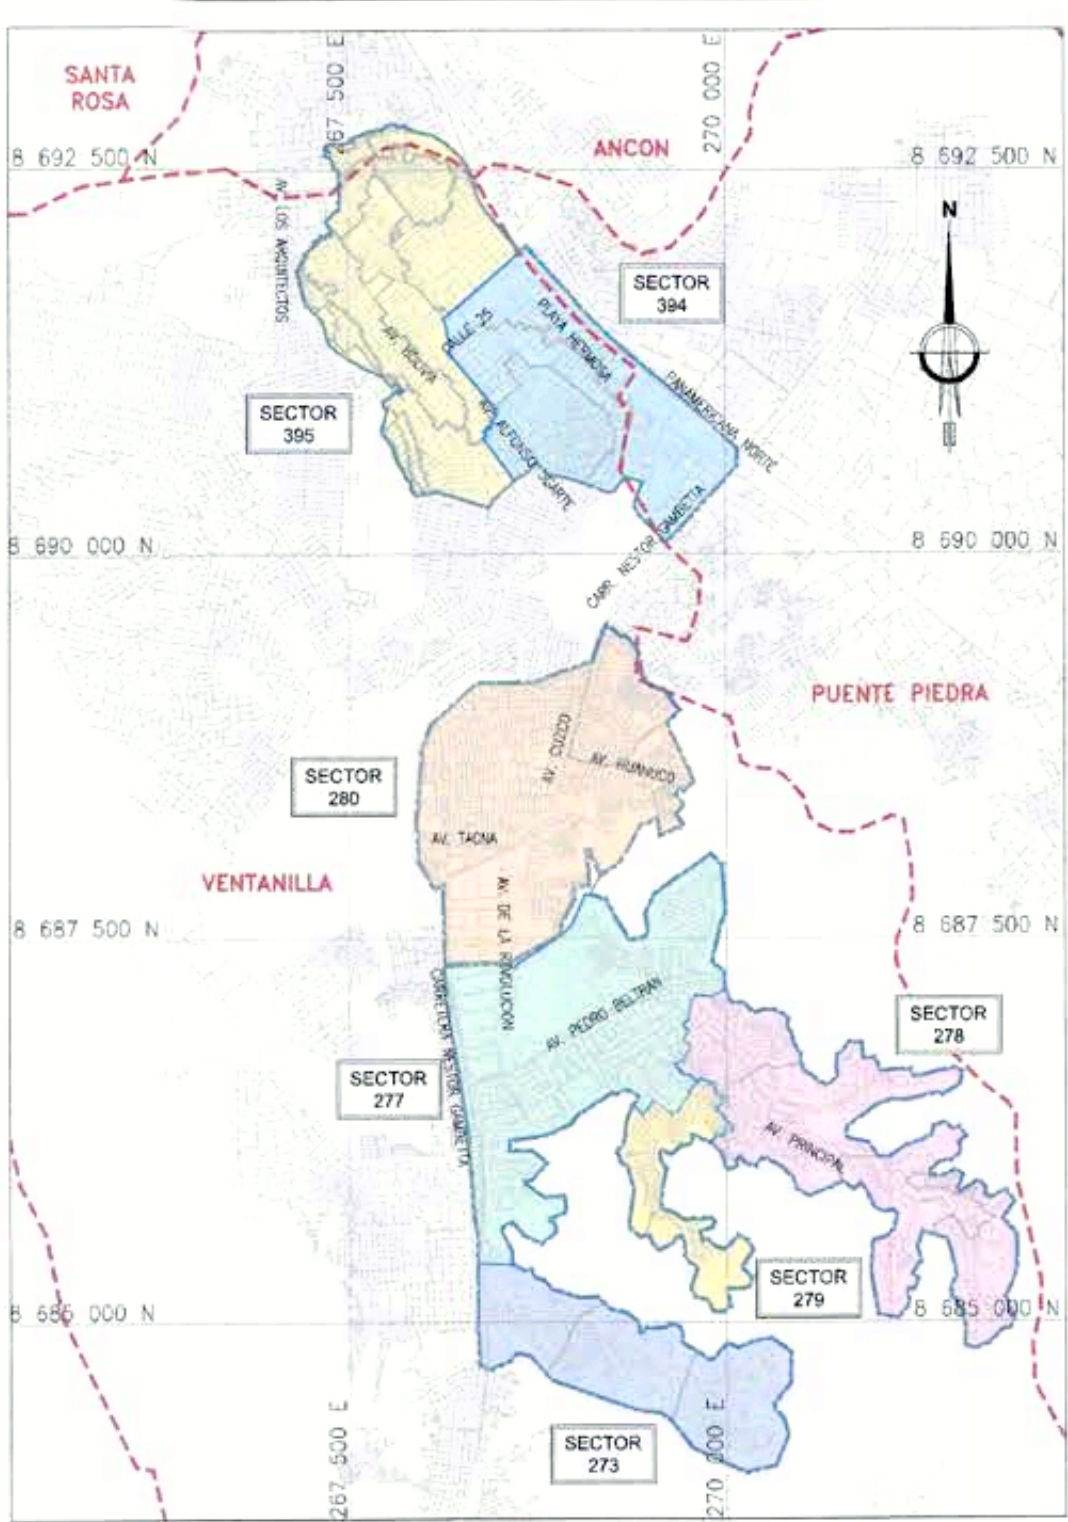 SANTA
ROSA
267 500 E
270 000 E
ANCON
8 692 500 N
8 692 500 N
AV. LOS ARQUITECTOS
N
SECTOR
394
PLAYA HERMOSA
CALLE 25
AV. BOLIVIA
PANAMERICANA NORTE
SECTOR
395
AV. ALFONSO UGARTE
CARR. NESTOR GAMBETTA
8 690 000 N
8 690 000 N
PUENTE PIEDRA
AV. CUZCO
AV. HUANUCO
SECTOR
280
AV. TACNA
VENTANILLA
AV. DE LA REVOLUCION
8 687 500 N
8 687 500 N
CARRETERA NESTOR GAMBETTA
AV. PEDRO BELTRAN
SECTOR
278
SECTOR
277
AV. PRINCIPAL
SECTOR
279
8 685 000 N
8 685 000 N
267 500 E
270 000 E
SECTOR
273